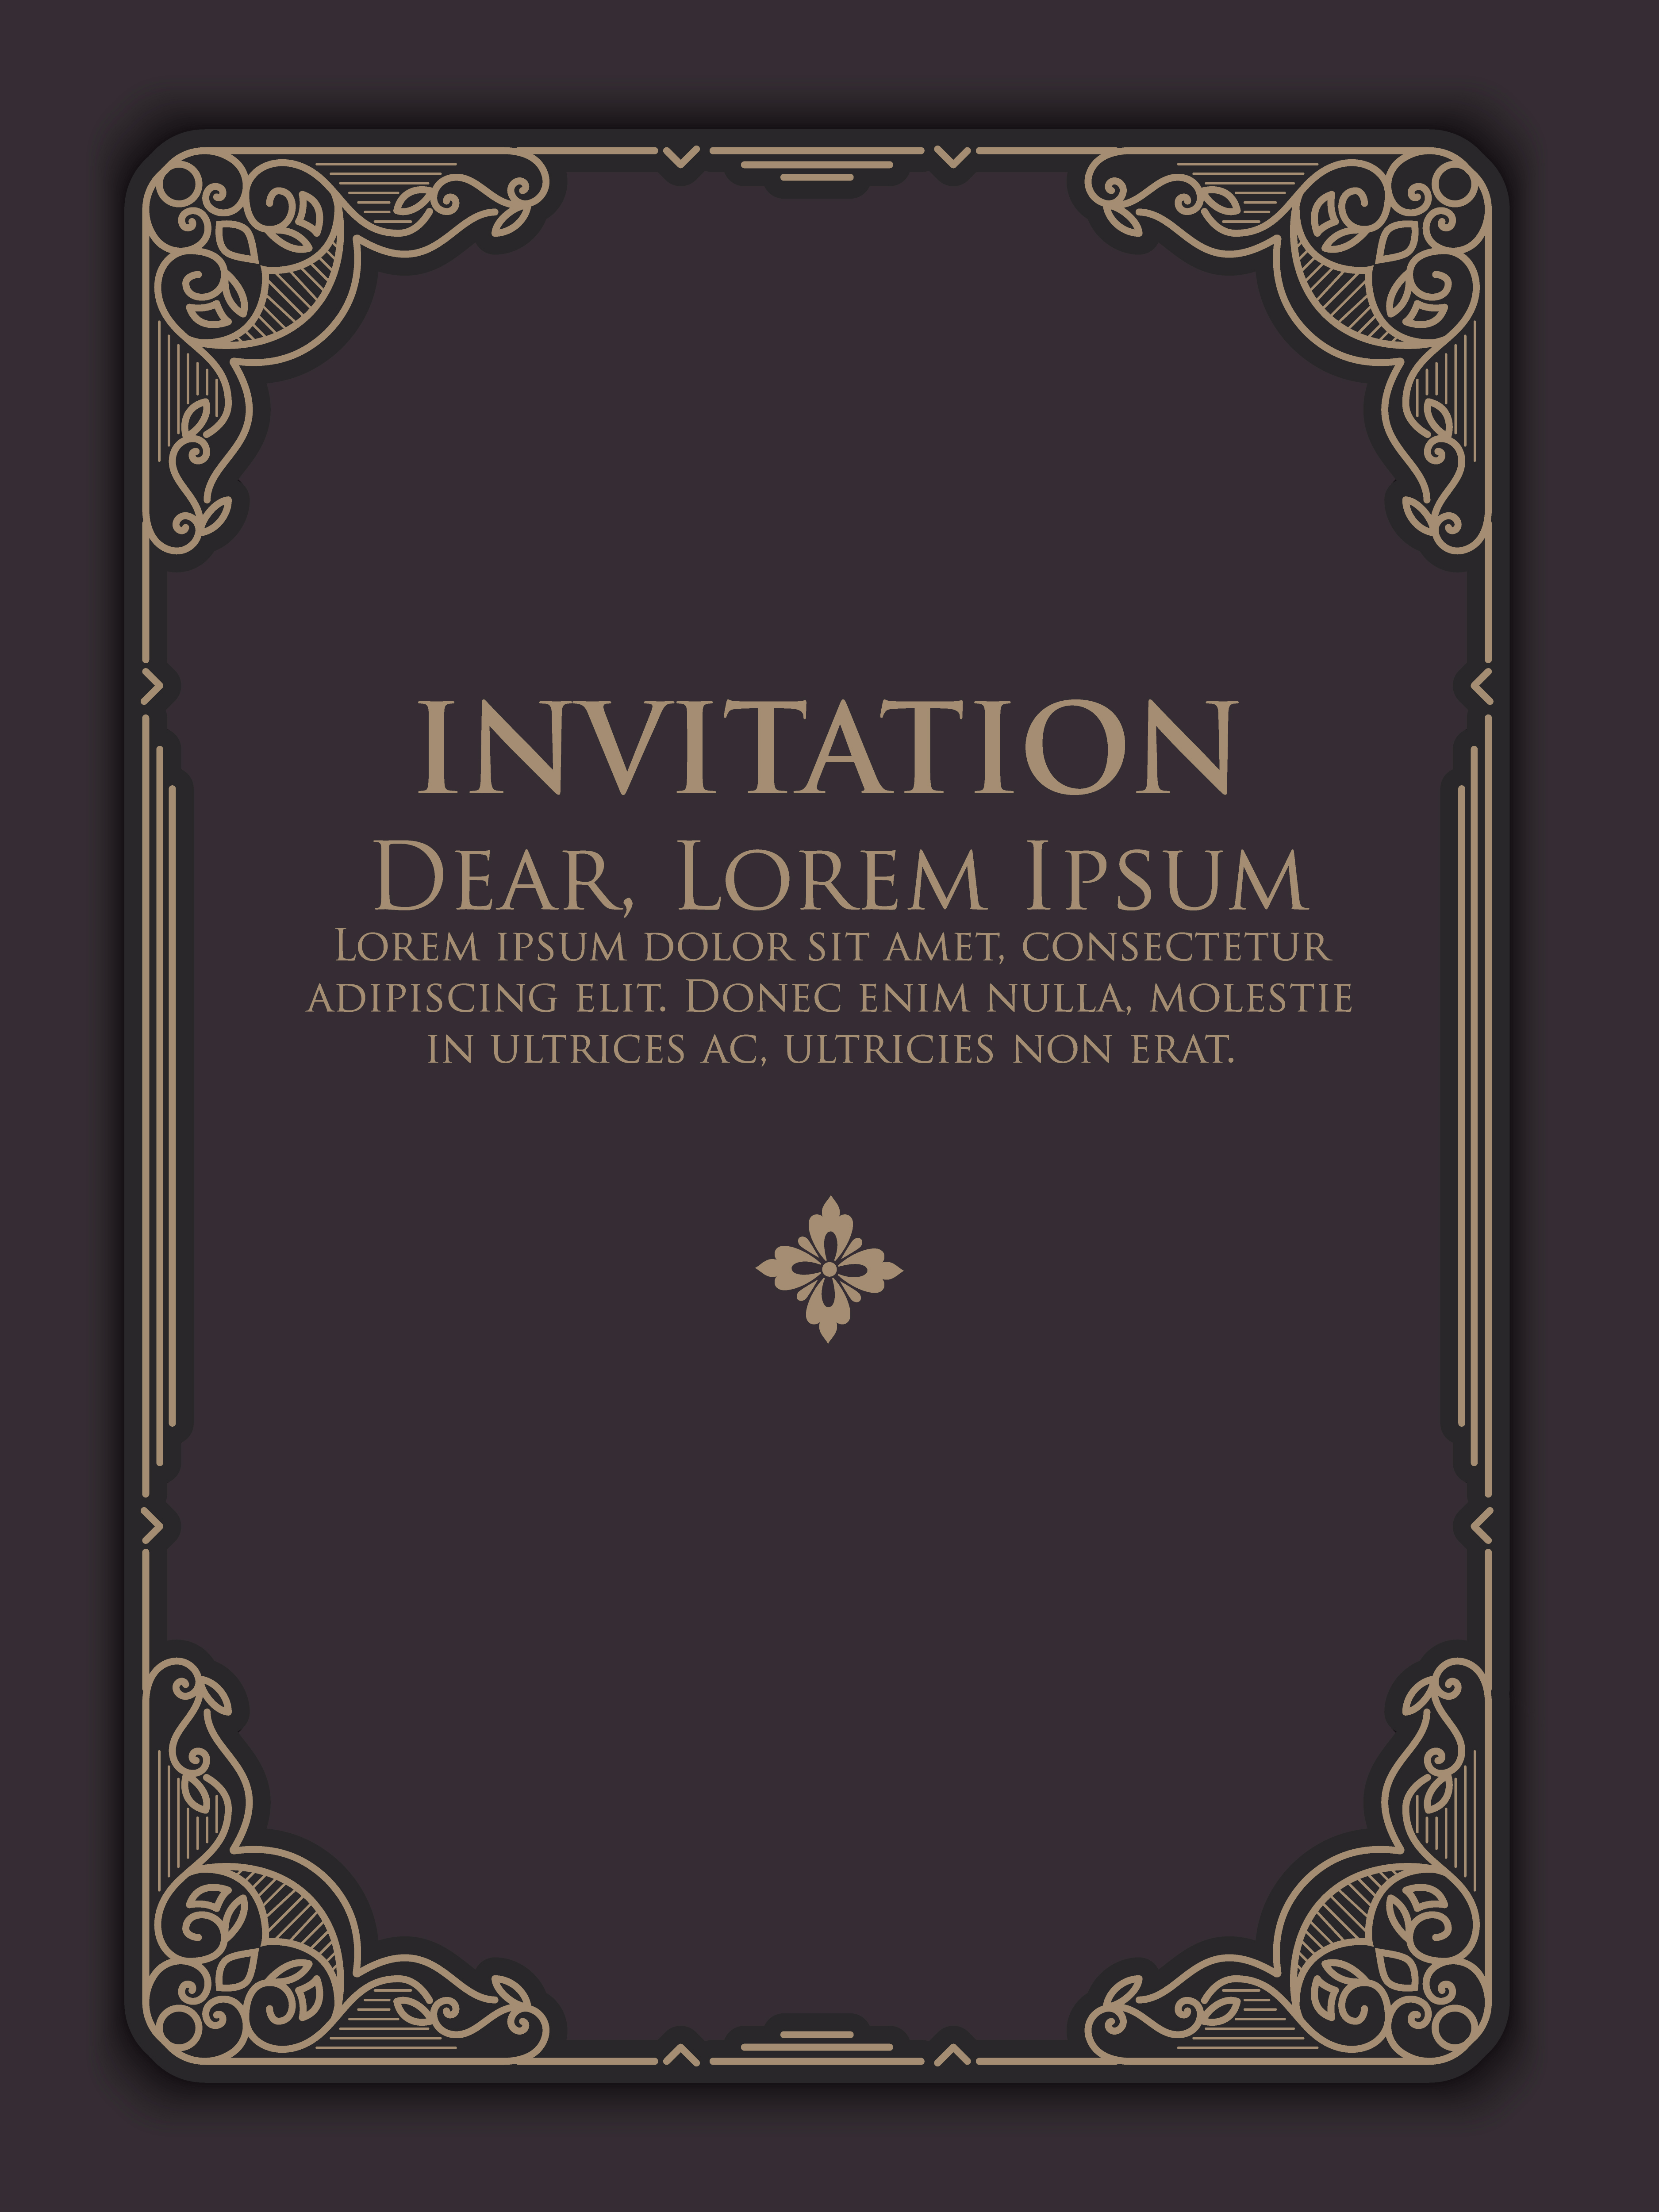 INVITATION
Dear, Lorem Ipsum
Lorem ipsum dolor sit amet, consectetur
adipiscing elit. Donec enim nulla, molestie
in ultrices ac, ultricies non erat.